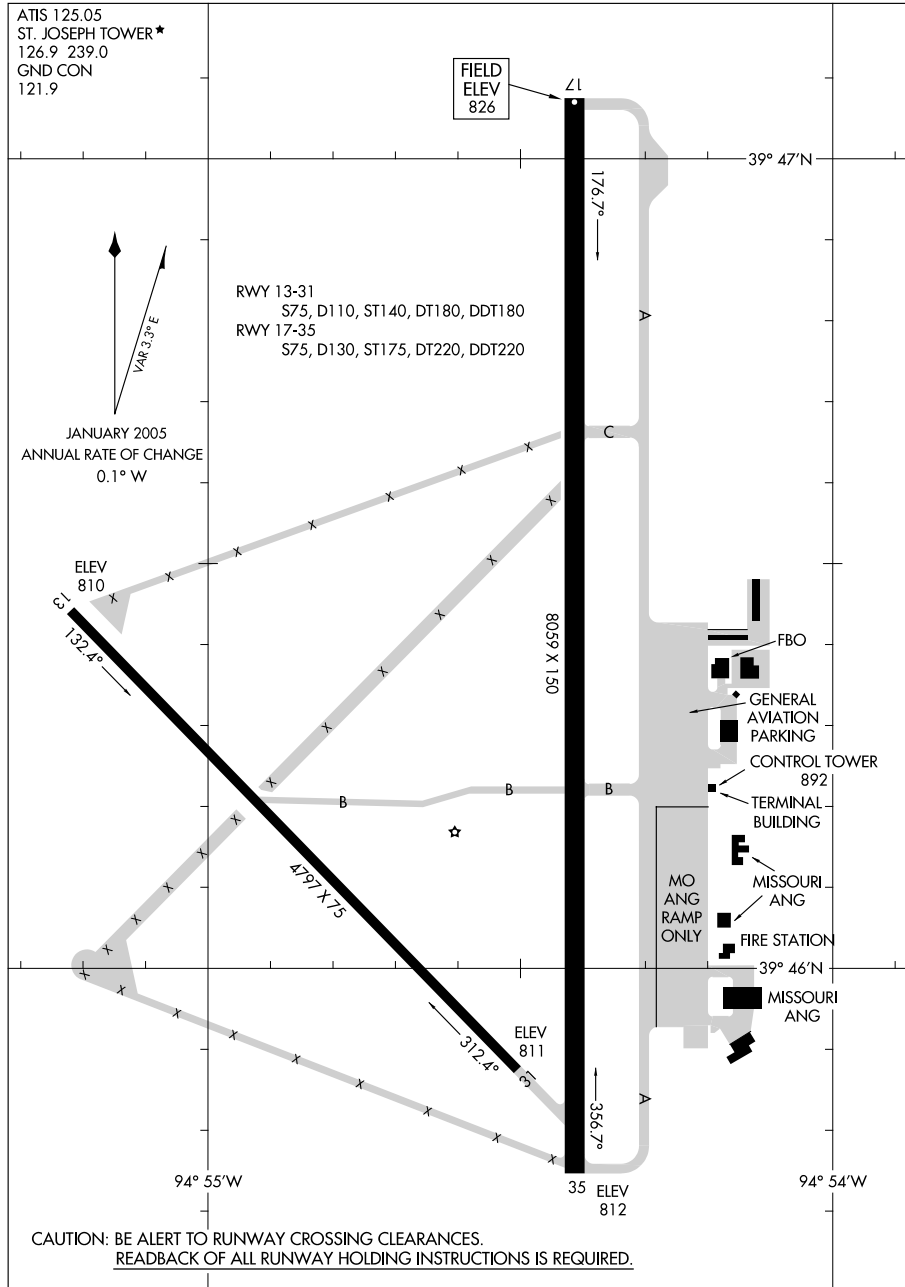 ATIS 125.05
ST. JOSEPH TOWER★
126.9 239.0
GND CON
121.9
FIELD
ELEV
826
17
39° 47'N
176.7°
VAR 3.3° E
JANUARY 2005
ANNUAL RATE OF CHANGE
0.1° W
RWY 13-31
S75, D110, ST140, DT180, DDT180
RWY 17-35
S75, D130, ST175, DT220, DDT220
A
C
X X X X X X X
X X X X X X
ELEV
810
13
132.4°
8059 X 150
FBO
GENERAL
AVIATION
PARKING
CONTROL TOWER
892
TERMINAL
BUILDING
B B B
X X X X X
4797 X 75
MO
ANG
RAMP
ONLY
MISSOURI
ANG
FIRE STATION
39° 46'N
MISSOURI
ANG
X X X X X X X X X
312.4°
ELEV
811
31
356.7°
A
94° 55'W
35
ELEV
812
94° 54'W
CAUTION: BE ALERT TO RUNWAY CROSSING CLEARANCES.
READBACK OF ALL RUNWAY HOLDING INSTRUCTIONS IS REQUIRED.